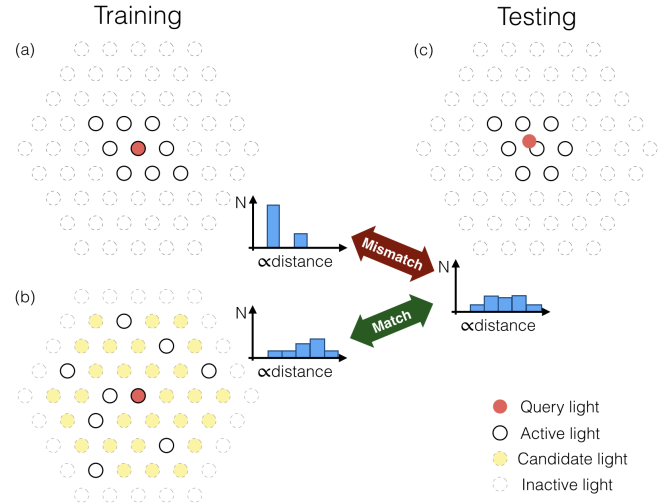 Training
Testing
(a)
(c)
N
∝distance
Mismatch
N
∝distance
(b)
N
∝distance
Match
Query light
Active light
Candidate light
Inactive light